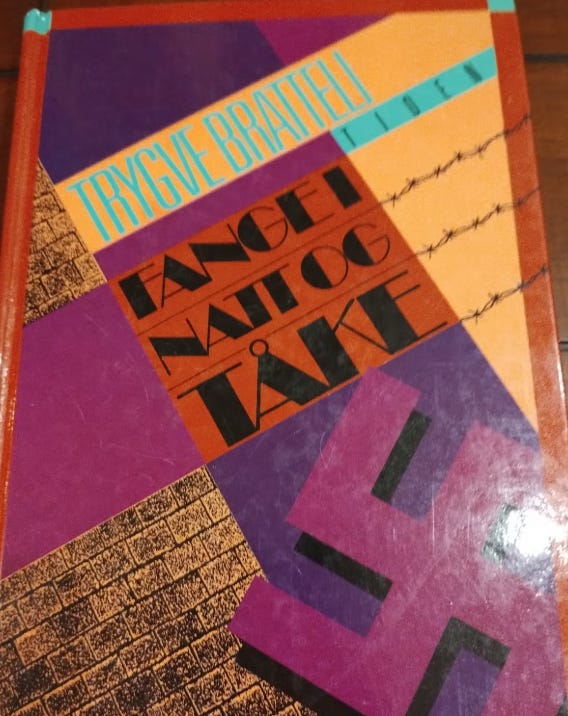 TRYGVE BRATTELI
TIDEN
FANGE I
NATT OG
TÅKE